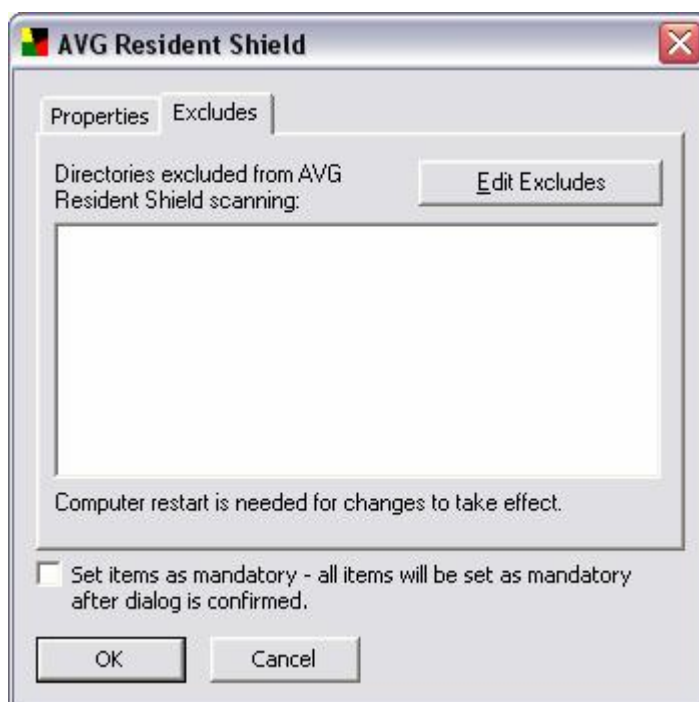 AVG Resident Shield
Properties
Excludes
Directories excluded from AVG
Resident Shield scanning:
Edit Excludes
Computer restart is needed for changes to take effect.
Set items as mandatory - all items will be set as mandatory
after dialog is confirmed.
OK
Cancel